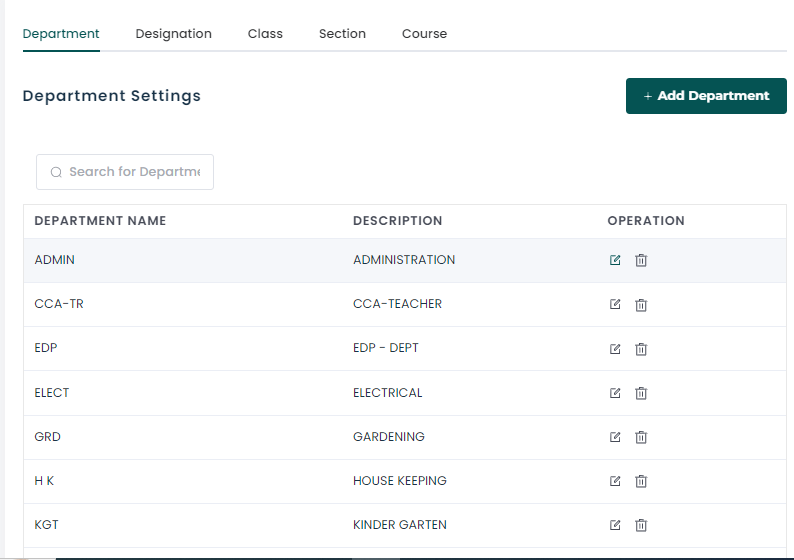 Department Designation Class Section Course
Department Settings
+ Add Department
Search for Departme
DEPARTMENT NAME DESCRIPTION OPERATION
ADMIN ADMINISTRATION
CCA-TR CCA-TEACHER
EDP EDP - DEPT
ELECT ELECTRICAL
GRD GARDENING
H K HOUSE KEEPING
KGT KINDER GARTEN